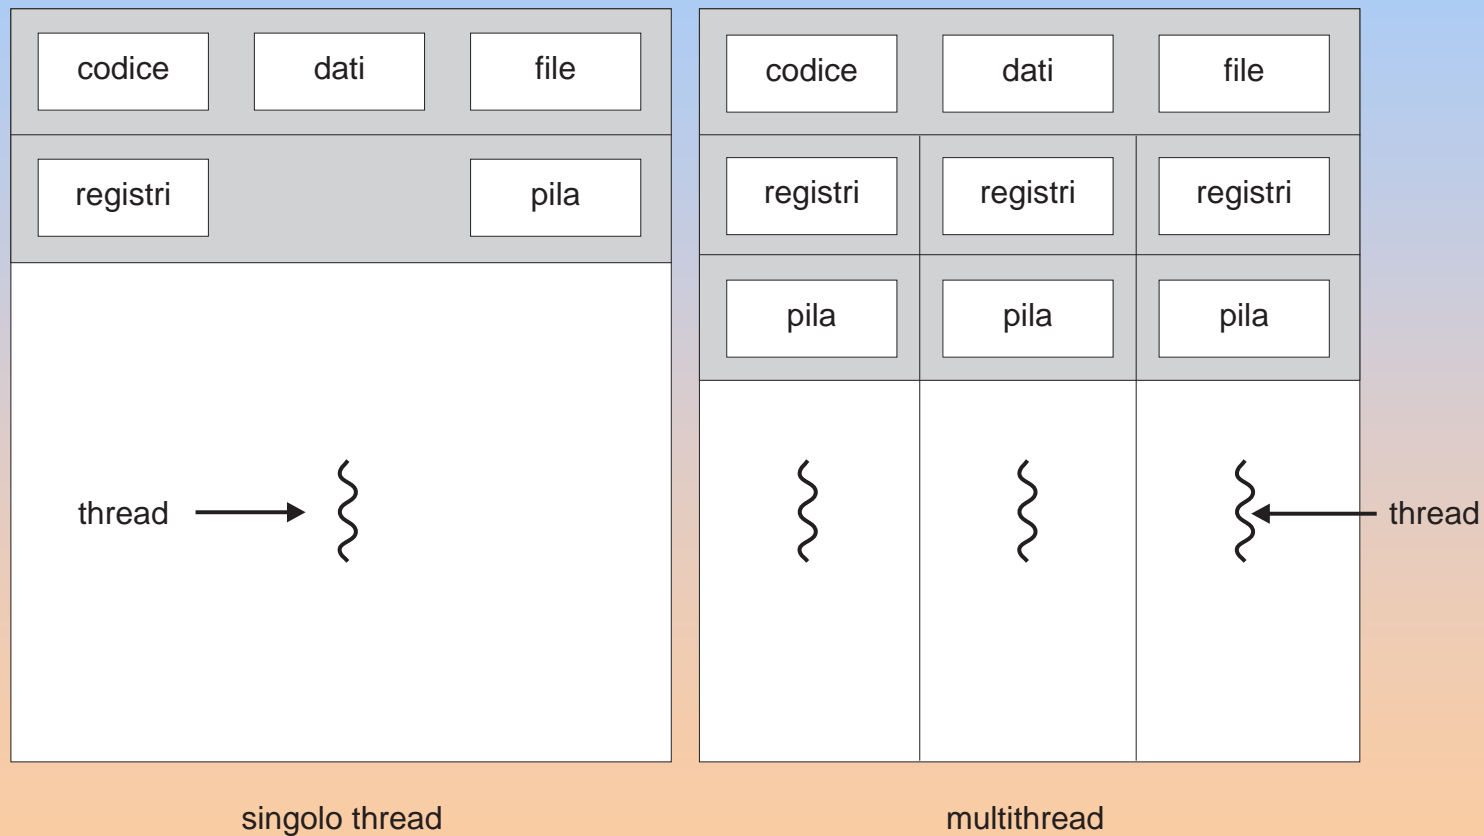 codice dati file
registri pila
thread
singolo thread
codice dati file
registri registri registri
pila pila pila
thread
multithread